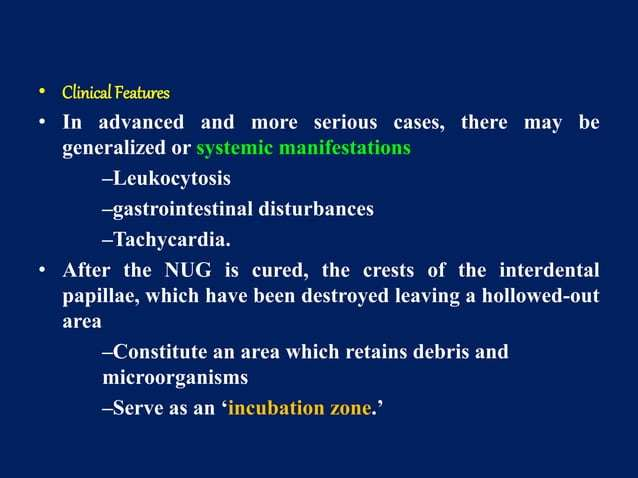 • Clinical Features
• In advanced and more serious cases, there may be
generalized or systemic manifestations
–Leukocytosis
–gastrointestinal disturbances
–Tachycardia.
• After the NUG is cured, the crests of the interdental
papillae, which have been destroyed leaving a hollowed-out
area
–Constitute an area which retains debris and
microorganisms
–Serve as an ‘incubation zone.’